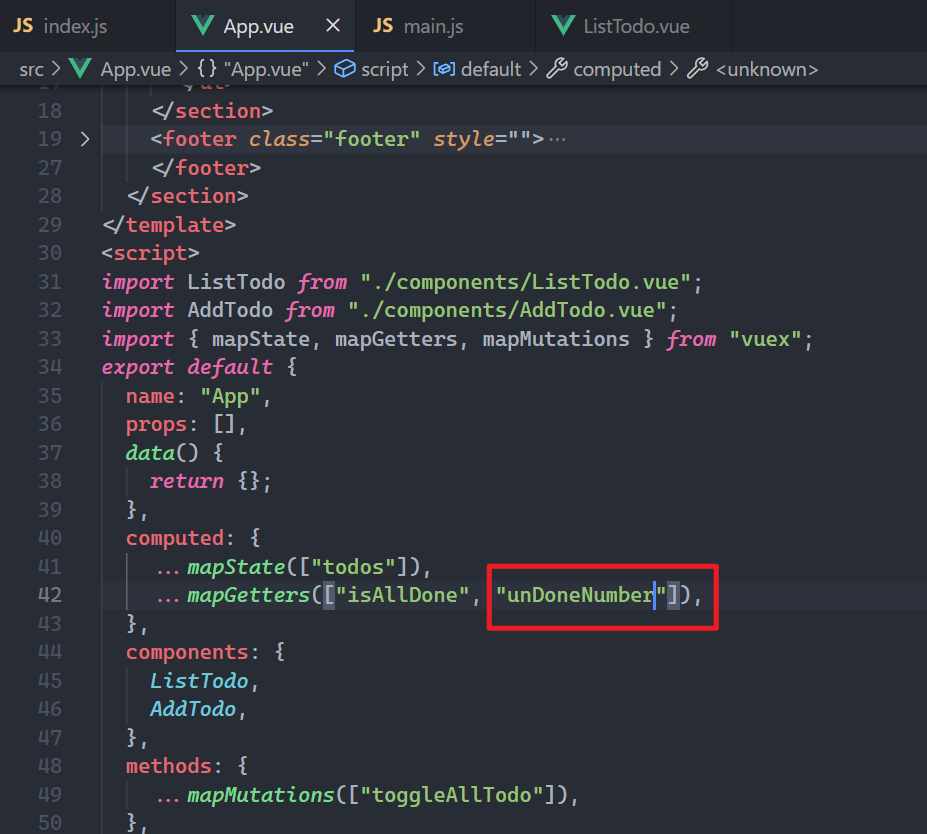 JS index.js App.vue × JS main.js ListTodo.vue
src > App.vue > {} "App.vue" > script > default > computed > <unknown>
17 </ul>
18 </section>
19 > <footer class="footer" style="">…
27 </footer>
28 </section>
29 </template>
30 <script>
31 import ListTodo from "./components/ListTodo.vue";
32 import AddTodo from "./components/AddTodo.vue";
33 import { mapState, mapGetters, mapMutations } from "vuex";
34 export default {
35 name: "App",
36 props: [],
37 data() {
38 return {};
39 },
40 computed: {
41 ...mapState(["todos"]),
42 ...mapGetters(["isAllDone", "unDoneNumber"]),
43 },
44 components: {
45 ListTodo,
46 AddTodo,
47 },
48 methods: {
49 ...mapMutations(["toggleAllTodo"]),
50 },